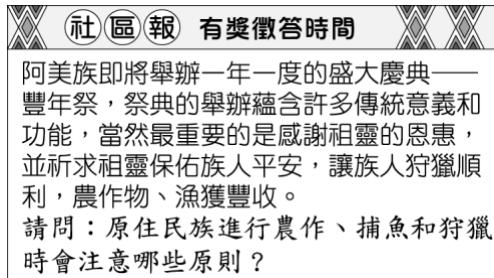 社區報 有獎徵答時間
阿美族即將舉辦一年一度的盛大慶典——
豐年祭，祭典的舉辦蘊含許多傳統意義和
功能，當然最重要的是感謝祖靈的恩惠，
並祈求祖靈保佑族人平安，讓族人狩獵順
利，農作物、漁獲豐收。
請問：原住民族進行農作、捕魚和狩獵
時會注意哪些原則？